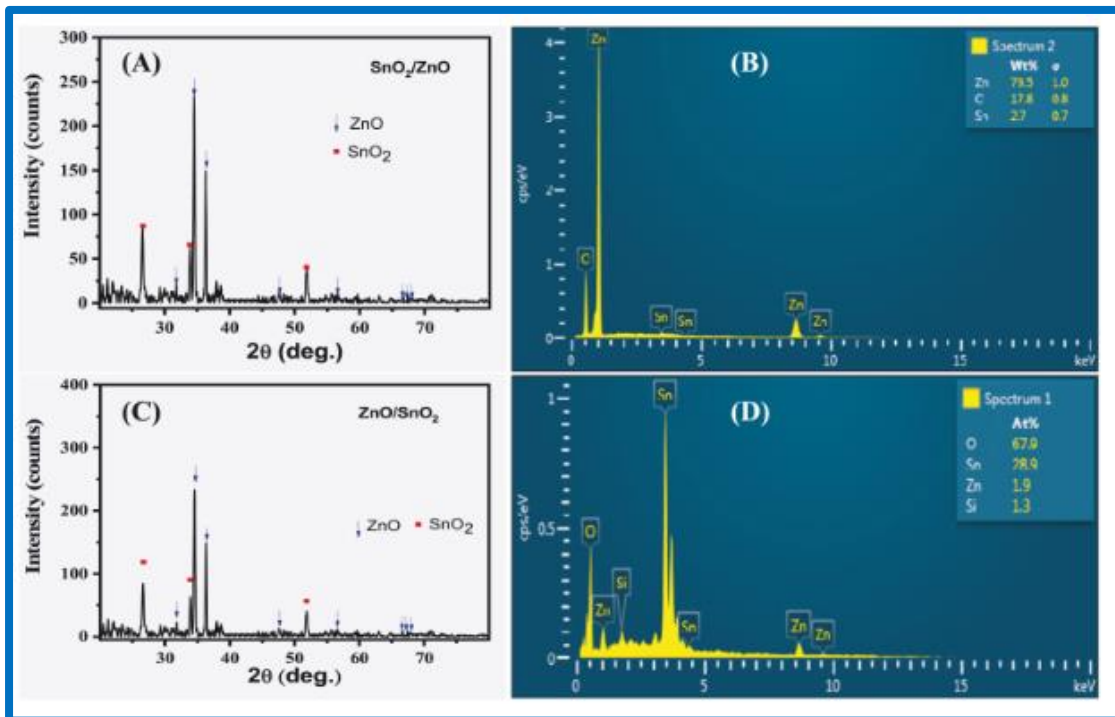 (A)
SnO2/ZnO
ZnO
SnO2
Intensity (counts)
300
250
200
150
100
50
0
30 40 50 60 70
2θ (deg.)
(B)
Spectrum 2
Wt% σ
Zn 79.5 1.0
C 17.8 0.8
Sn 2.7 0.7
cps/eV
4
3
2
1
0
Zn
C
Sn
Sn
Zn
Zn
0 5 10 15 keV
(C)
ZnO/SnO2
ZnO SnO2
Intensity (counts)
400
300
200
100
0
30 40 50 60 70
2θ (deg.)
(D)
Spectrum 1
At%
O 67.9
Sn 28.9
Zn 1.9
Si 1.3
cps/eV
1
0.5
0
Sn
O
Zn
Si
Sn
Zn
Zn
0 5 10 15 keV